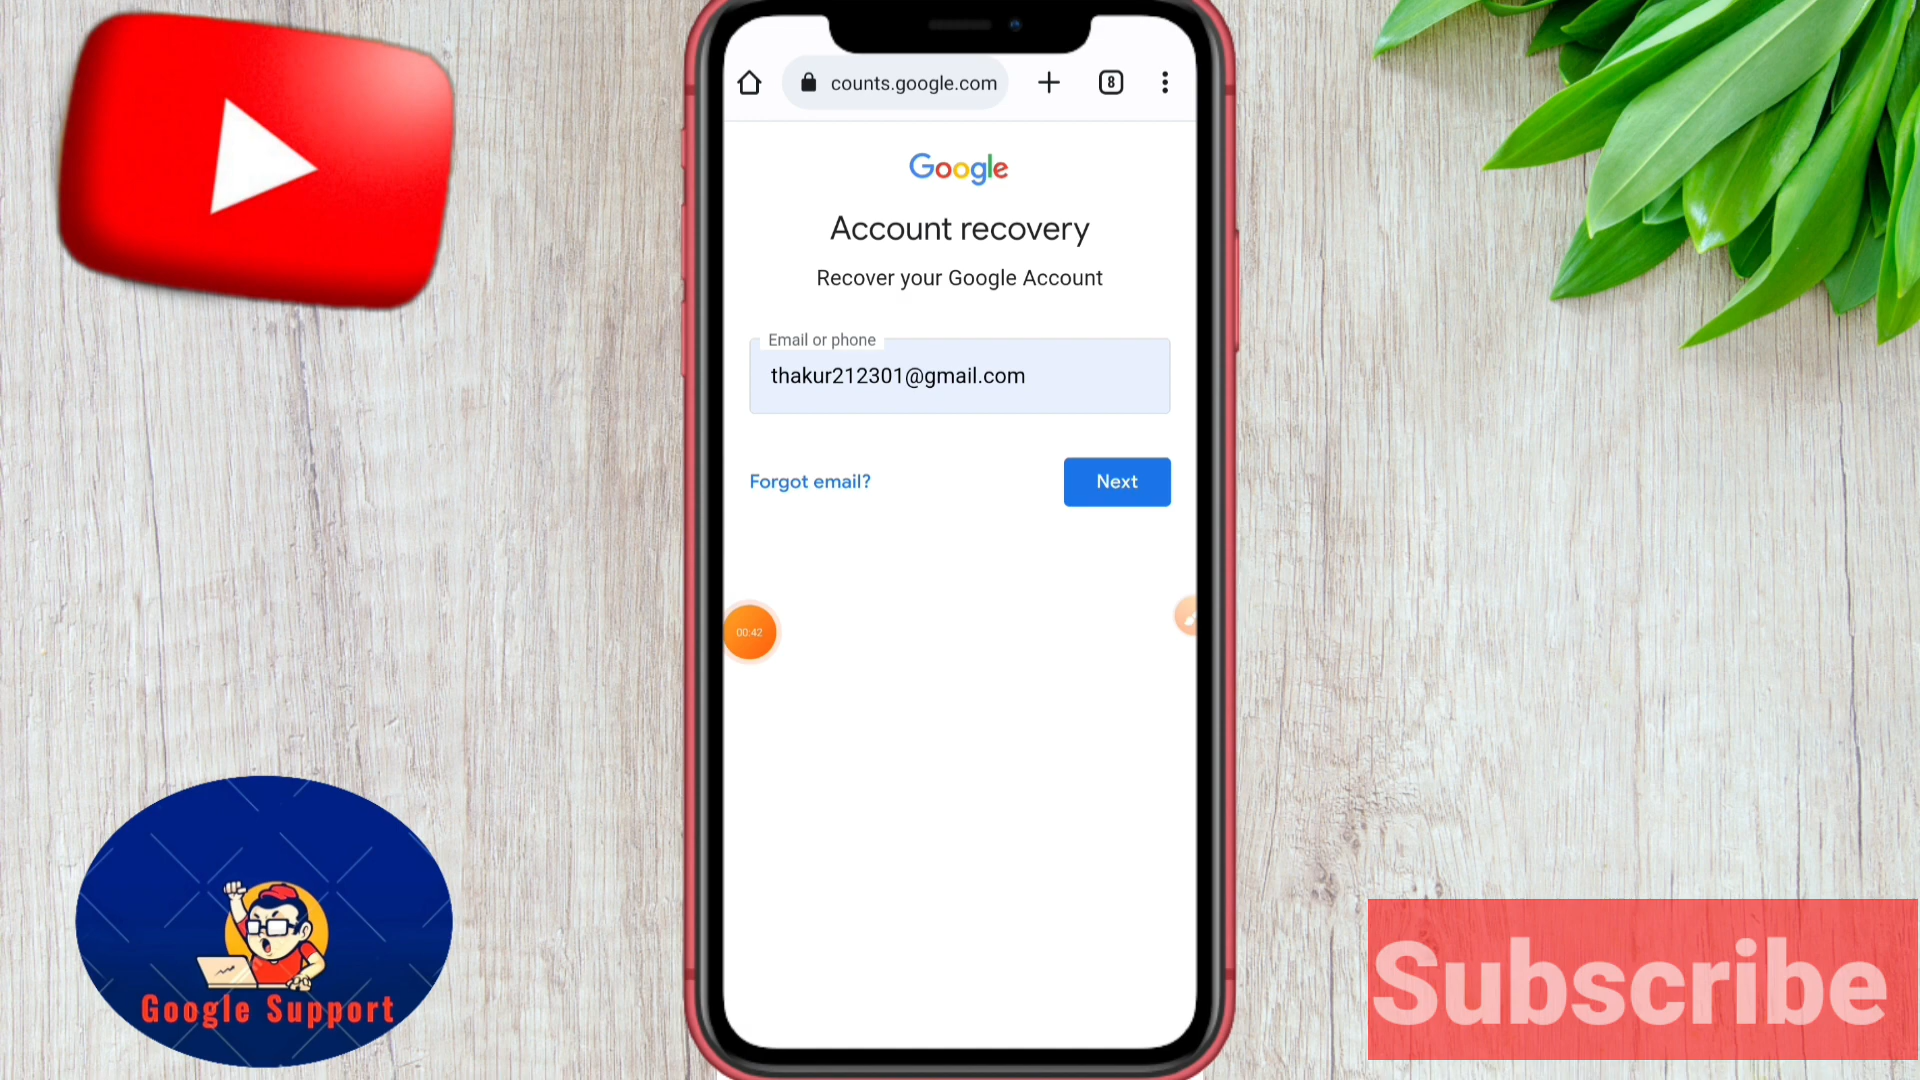 counts.google.com
8
Google
Account recovery
Recover your Google Account
Email or phone
thakur212301@gmail.com
Forgot email?
Next
00:42
Google Support
Subscribe